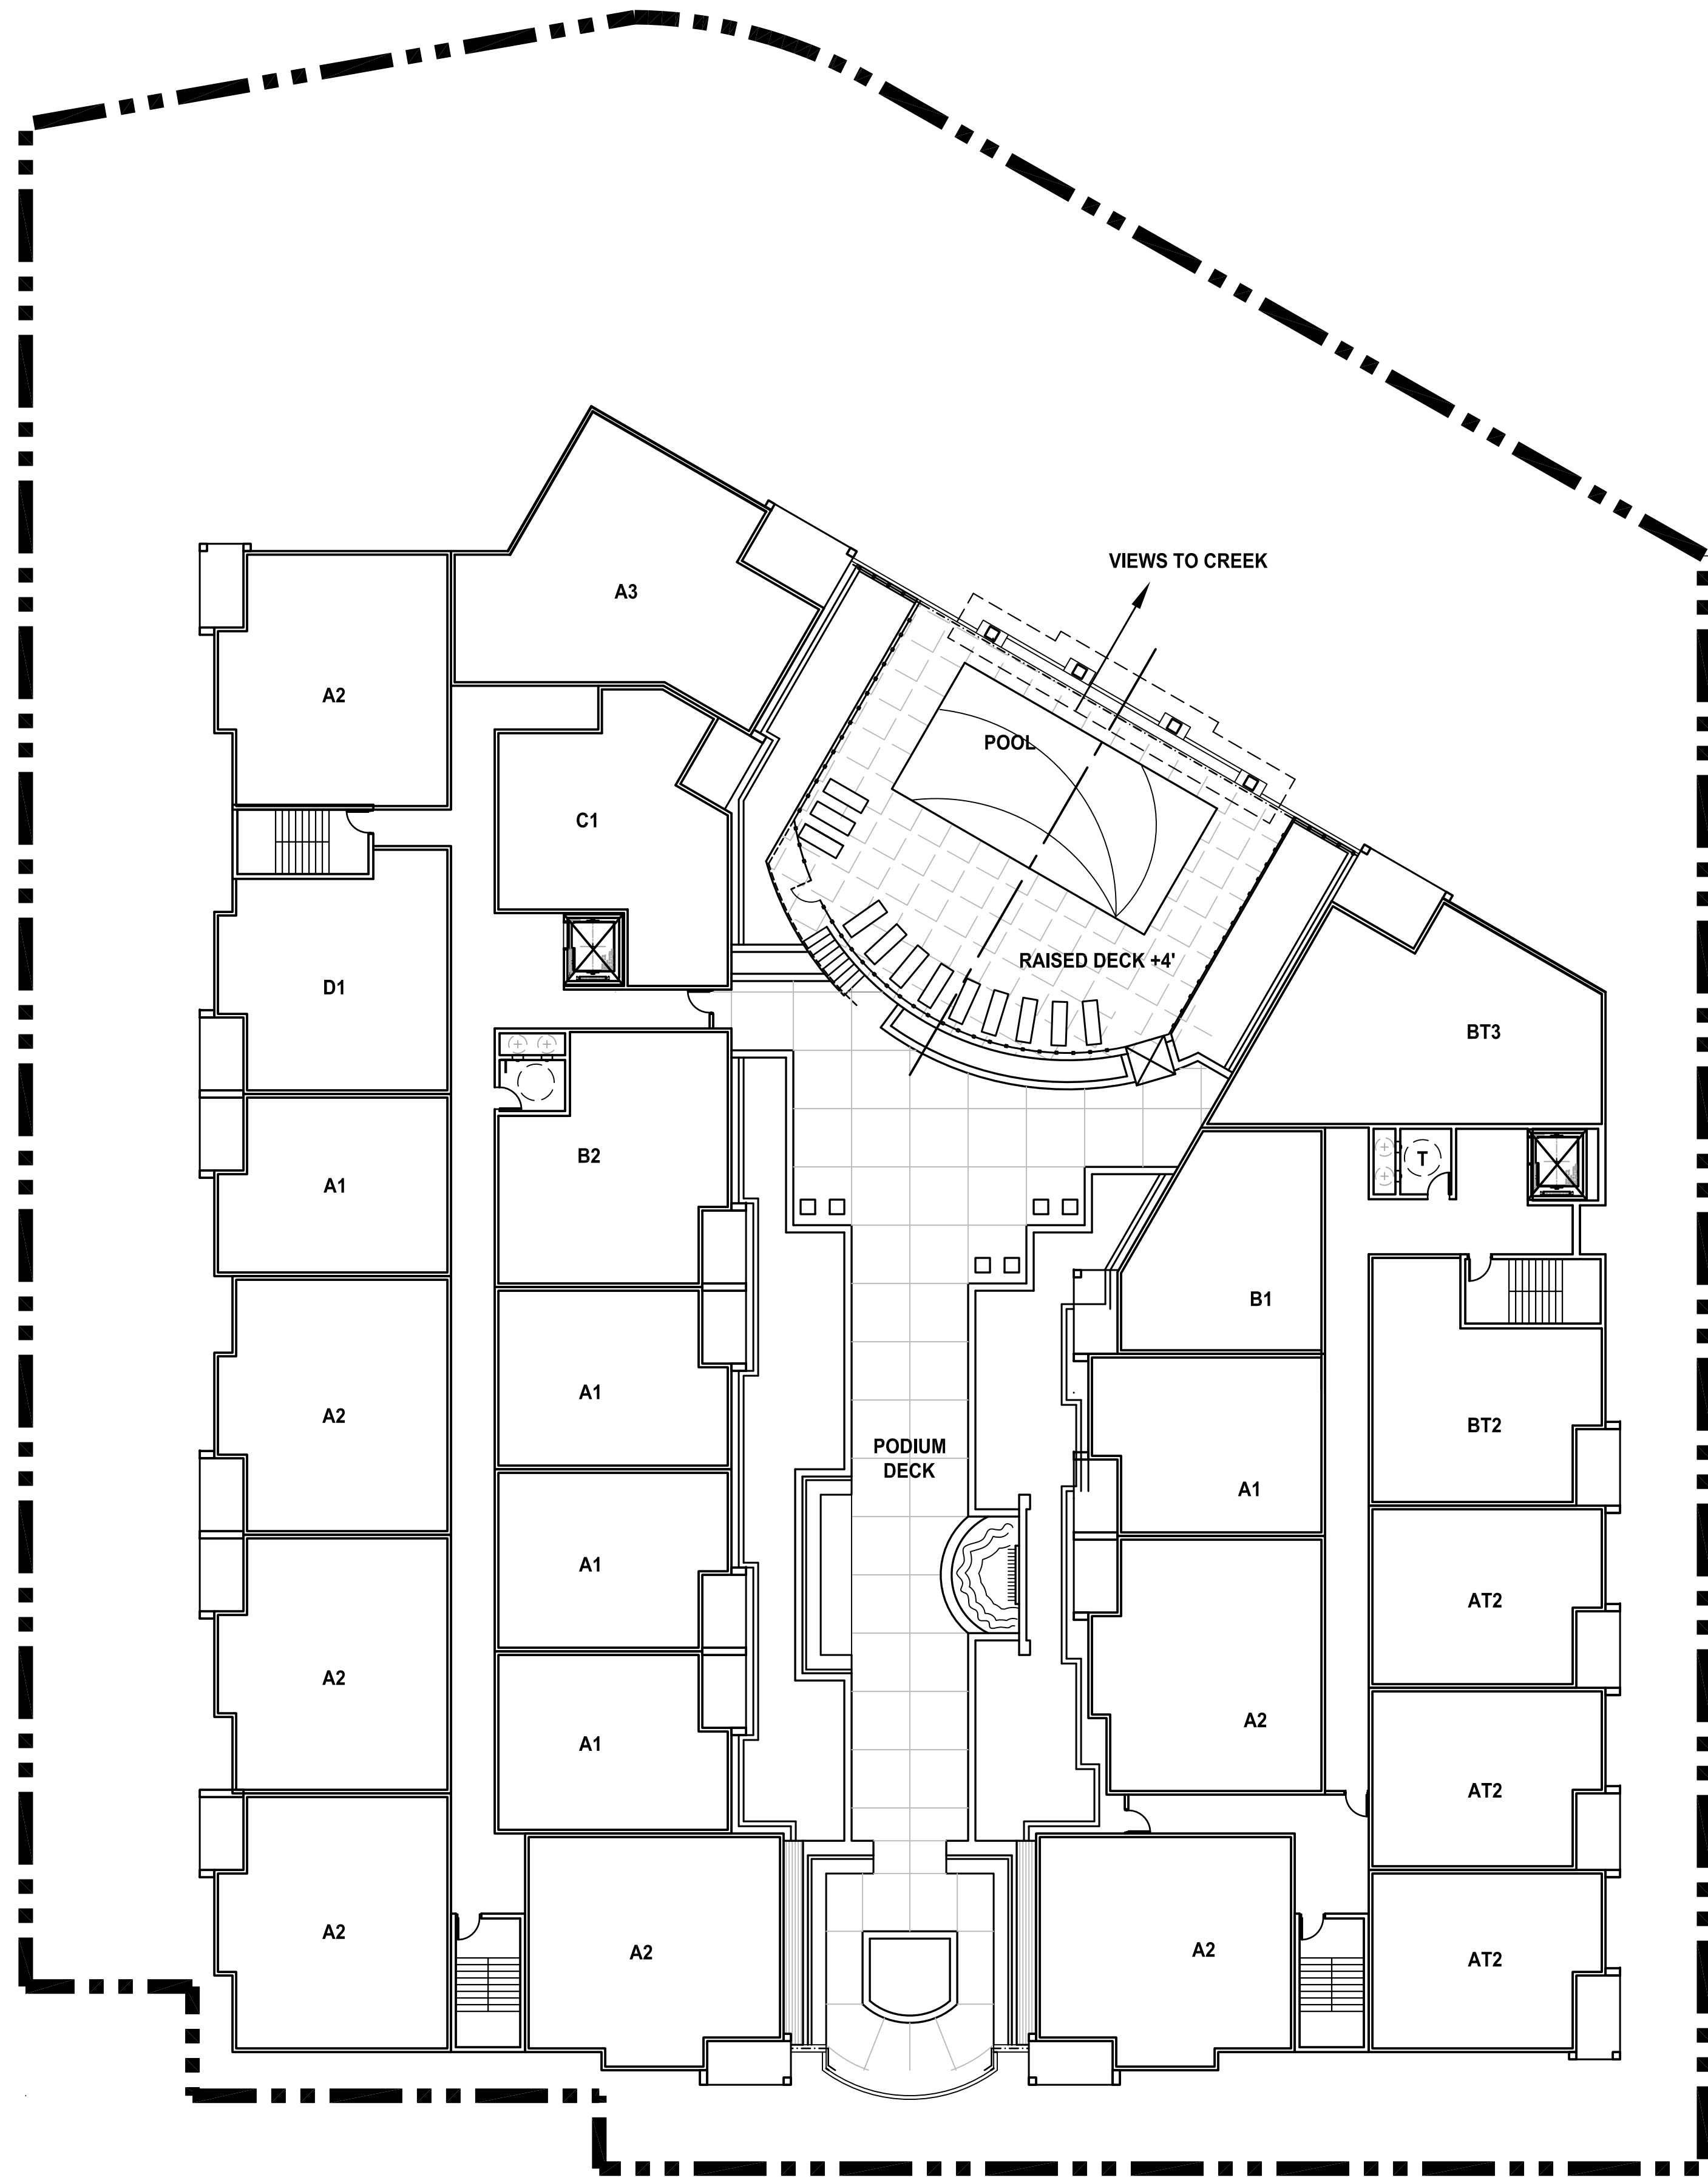 VIEWS TO CREEK
A3
A2
POOL
C1
RAISED DECK +4'
D1
BT3
B2
T
A1
B1
A1
A2
BT2
PODIUM
DECK
A1
A1
AT2
A2
A2
A1
AT2
A2
A2
A2
AT2